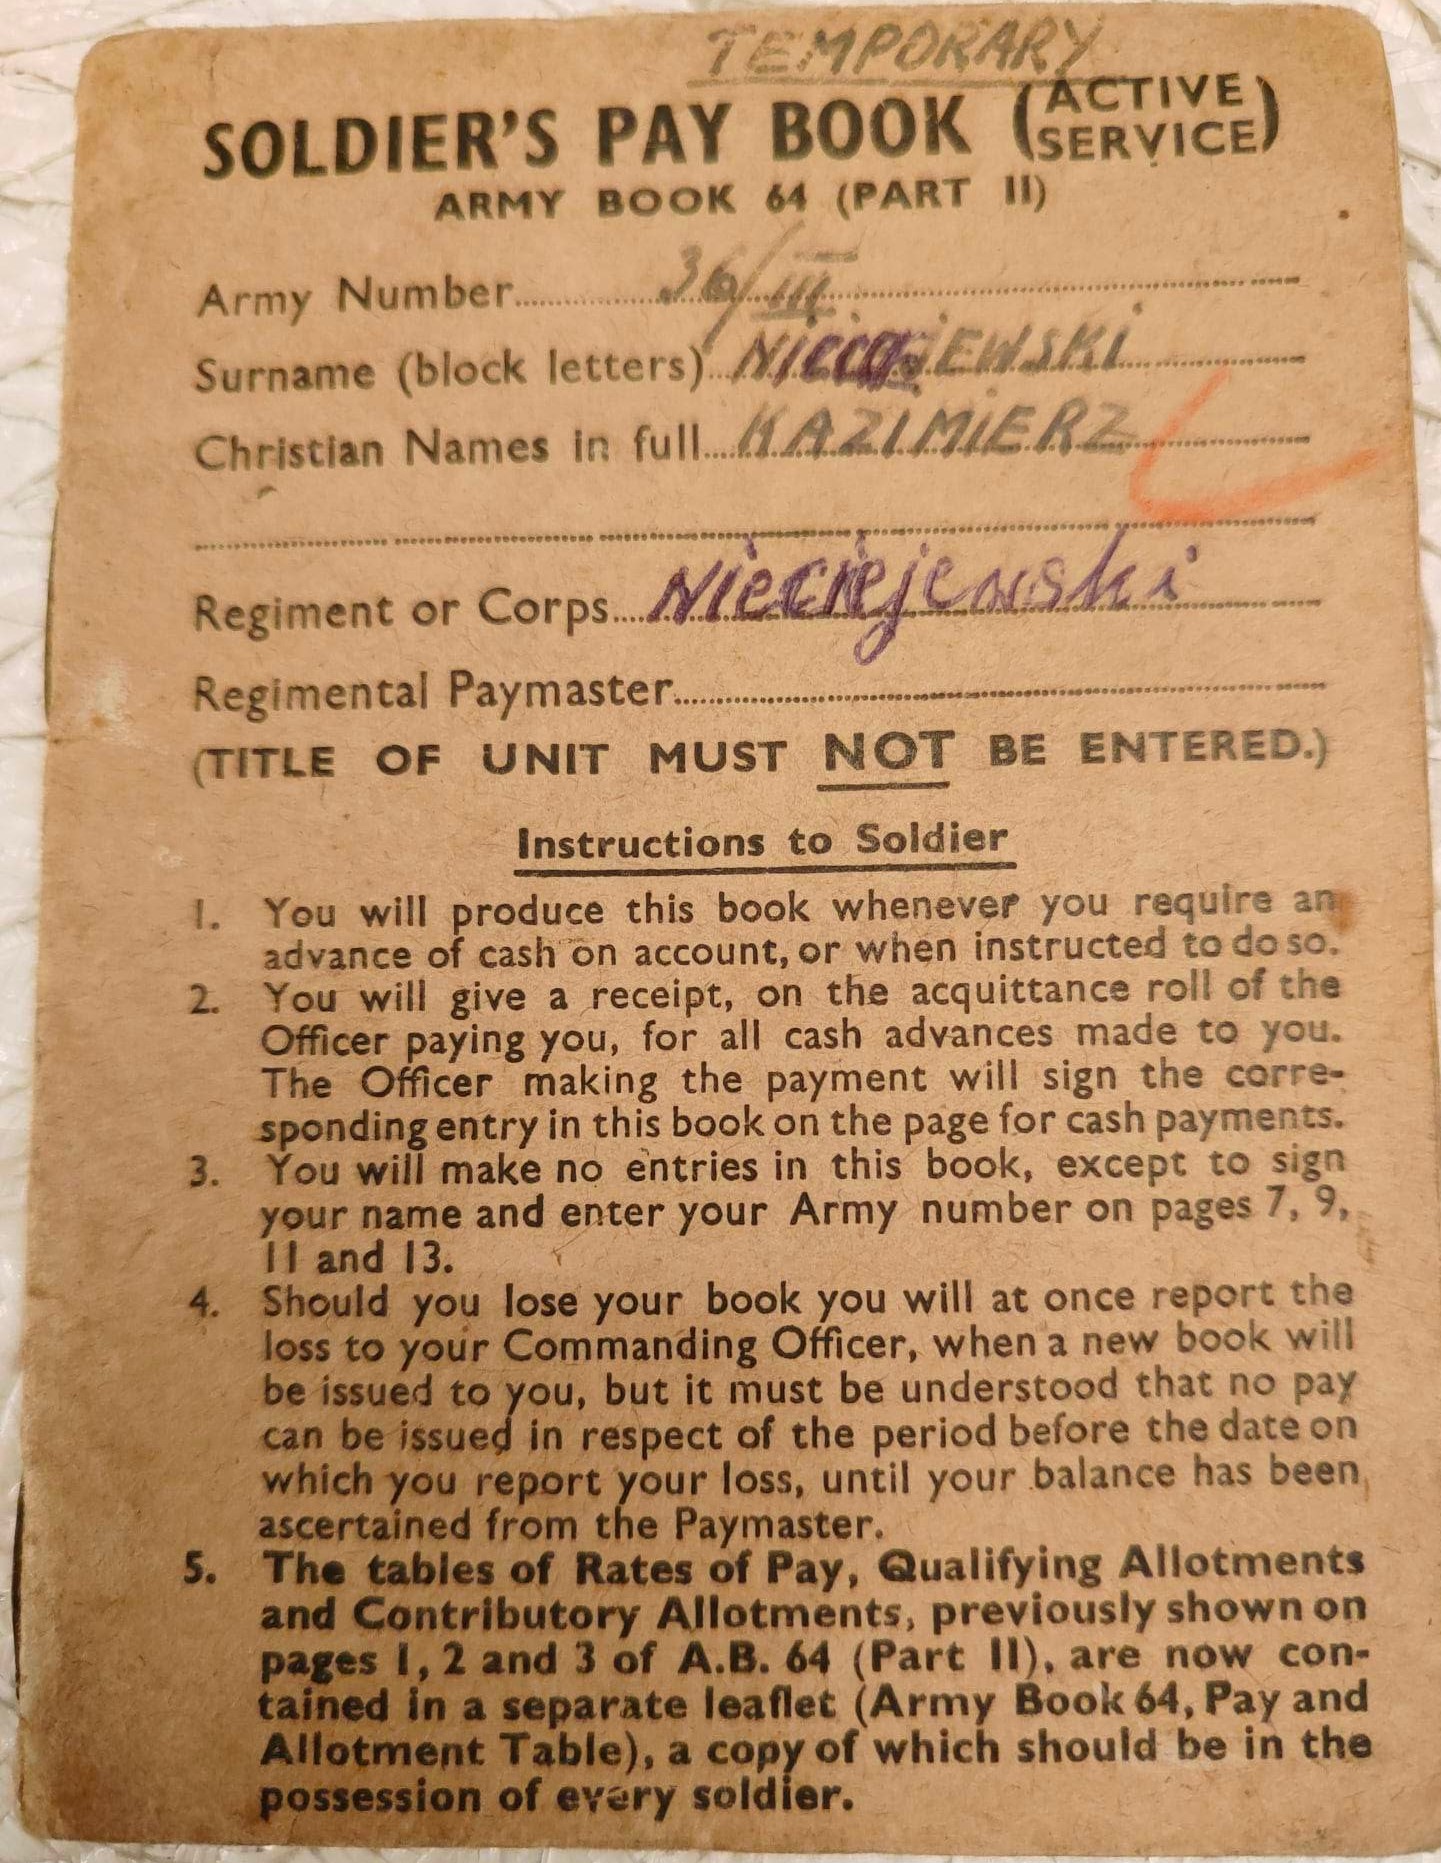 TEMPORARY
SOLDIER'S PAY BOOK (ACTIVE SERVICE)
ARMY BOOK 64 (PART II)
Army Number 36/III
Surname (block letters)
Christian Names in full KAZIMIERZ
Regiment or Corps Nieciejewski
Regimental Paymaster
(TITLE OF UNIT MUST NOT BE ENTERED.)
Instructions to Soldier
1. You will produce this book whenever you require an
advance of cash on account, or when instructed to do so.
2. You will give a receipt, on the acquittance roll of the
Officer paying you, for all cash advances made to you.
The Officer making the payment will sign the corre-
sponding entry in this book on the page for cash payments.
3. You will make no entries in this book, except to sign
your name and enter your Army number on pages 7, 9,
11 and 13.
4. Should you lose your book you will at once report the
loss to your Commanding Officer, when a new book will
be issued to you, but it must be understood that no pay
can be issued in respect of the period before the date on
which you report your loss, until your balance has been
ascertained from the Paymaster.
5. The tables of Rates of Pay, Qualifying Allotments
and Contributory Allotments, previously shown on
pages 1, 2 and 3 of A.B. 64 (Part II), are now con-
tained in a separate leaflet (Army Book 64, Pay and
Allotment Table), a copy of which should be in the
possession of every soldier.